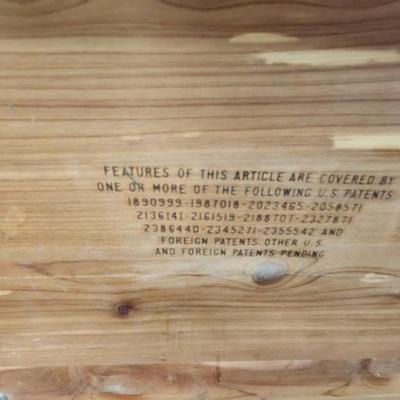 FEATURES OF THIS ARTICLE ARE COVERED BY
ONE OR MORE OF THE FOLLOWING U.S. PATENTS
1890999-1987018-2023465-2058571
2136141-2161519-2188707-2327871
2386440-2345271-2355542 AND
FOREIGN PATENTS. OTHER U.S.
AND FOREIGN PATENTS PENDING